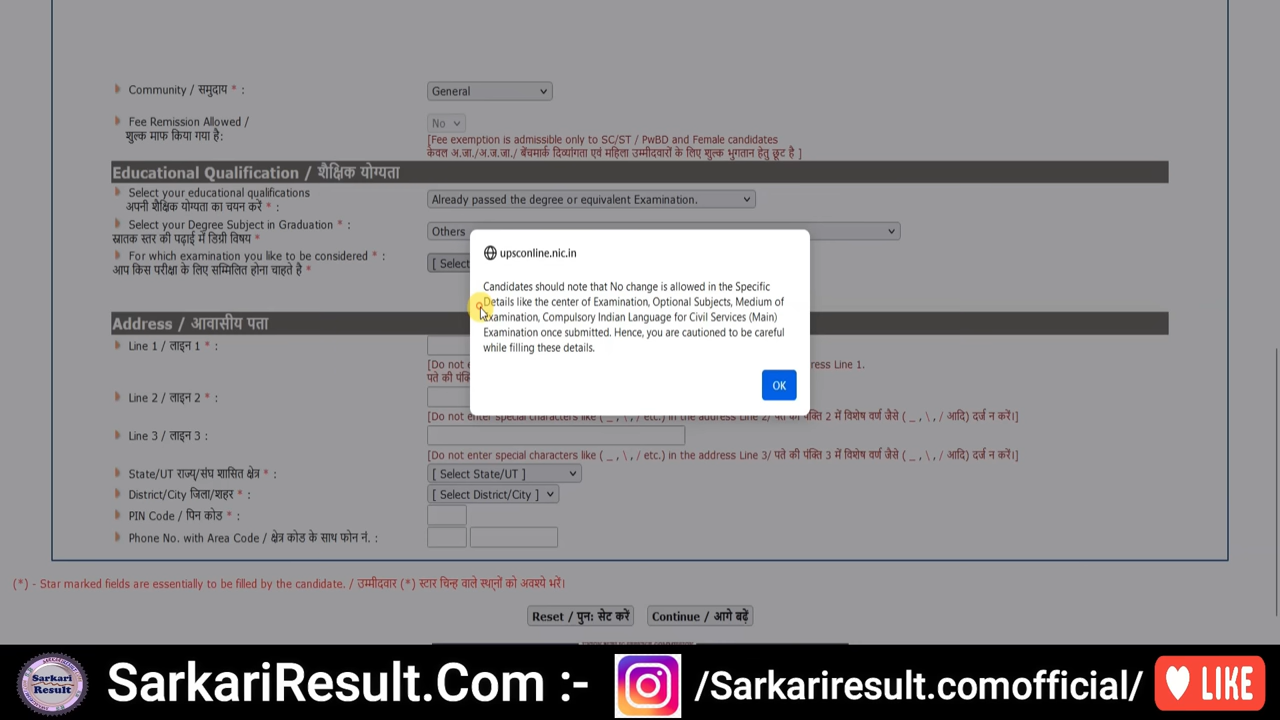 Community / समुदाय * :
General
Fee Remission Allowed /
शुल्क माफ किया गया है:
No
[Fee exemption is admissible only to SC/ST / PwBD and Female candidates
केवल अ.जा./अ.ज.जा./ बेंचमार्क दिव्यांगता एवं महिला उम्मीदवारों के लिए शुल्क भुगतान हेतु छूट है ]
Educational Qualification / शैक्षिक योग्यता
Select your educational qualifications
अपनी शैक्षिक योग्यता का चयन करें * :
Already passed the degree or equivalent Examination.
Select your Degree Subject in Graduation * :
स्नातक स्तर की पढ़ाई में डिग्री विषय *
Others
For which examination you like to be considered * :
आप किस परीक्षा के लिए सम्मिलित होना चाहते है *
[ Select
upsconline.nic.in
Candidates should note that No change is allowed in the Specific
Details like the center of Examination, Optional Subjects, Medium of
Examination, Compulsory Indian Language for Civil Services (Main)
Examination once submitted. Hence, you are cautioned to be careful
while filling these details.
OK
Address / आवासीय पता
Line 1 / लाइन 1 * :
[Do not e
ress Line 1.
पते की पंक्ति
Line 2 / लाइन 2 * :
[Do not enter special characters like ( _ , \ , / etc.) in the address Line 2/ पते की पंक्ति 2 में विशेष वर्ण जैसे ( _ , \ , / आदि) दर्ज न करें।]
Line 3 / लाइन 3 :
[Do not enter special characters like ( _ , \ , / etc.) in the address Line 3/ पते की पंक्ति 3 में विशेष वर्ण जैसे ( _ , \ , / आदि) दर्ज न करें।]
State/UT राज्य/संघ शासित क्षेत्र * :
[ Select State/UT ]
District/City जिला/शहर * :
[ Select District/City ]
PIN Code / पिन कोड * :
Phone No. with Area Code / क्षेत्र कोड के साथ फोन नं. :
(*) - Star marked fields are essentially to be filled by the candidate. / उम्मीदवार (*) स्टार चिन्ह वाले स्थानों को अवश्ये भरें।
Reset / पुन: सेट करें
Continue / आगे बढ़ें
Sarkari
Result
SarkariResult.Com :-
/Sarkariresult.comofficial/
LIKE